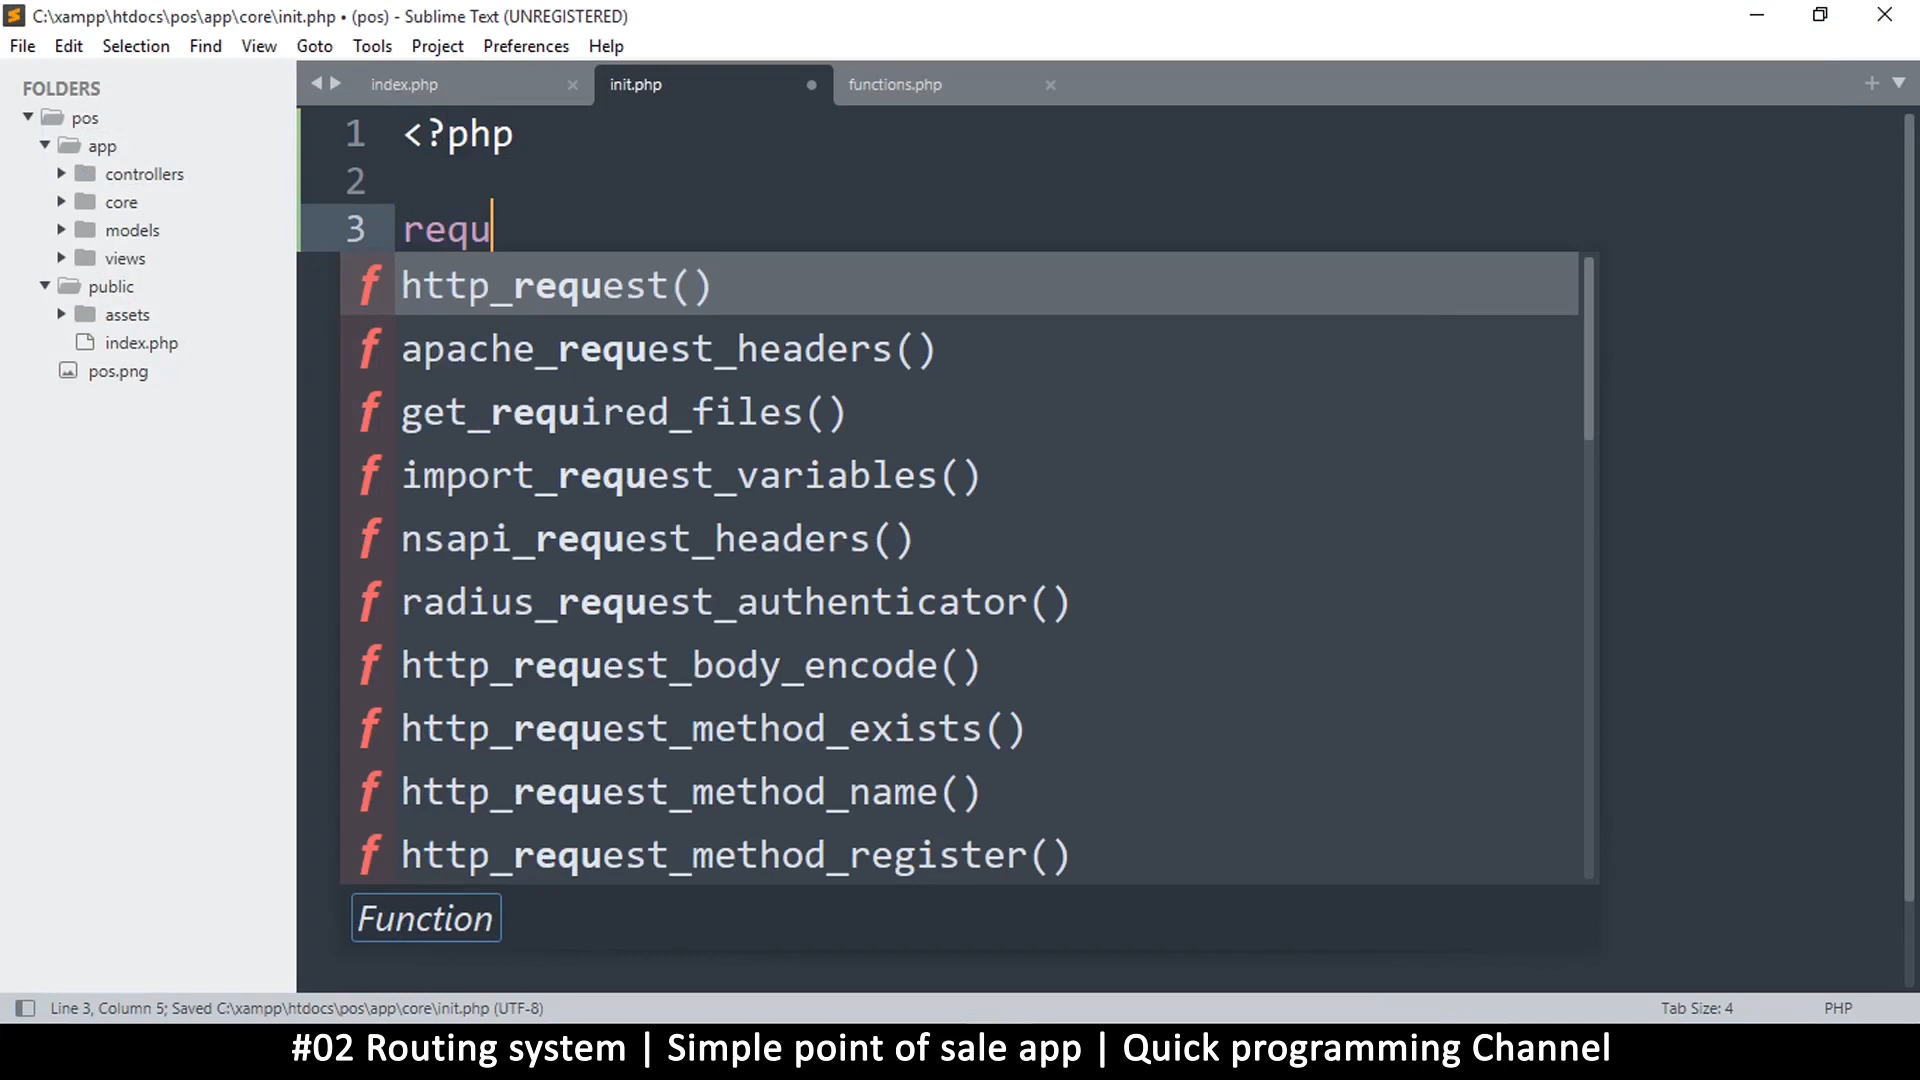 C:\xampp\htdocs\pos\app\core\init.php • (pos) - Sublime Text (UNREGISTERED)
File Edit Selection Find View Goto Tools Project Preferences Help
FOLDERS
pos
app
controllers
core
models
views
public
assets
index.php
pos.png
index.php init.php functions.php
1 <?php
2
3 requ
f http_request()
f apache_request_headers()
f get_required_files()
f import_request_variables()
f nsapi_request_headers()
f radius_request_authenticator()
f http_request_body_encode()
f http_request_method_exists()
f http_request_method_name()
f http_request_method_register()
Function
Line 3, Column 5; Saved C:\xampp\htdocs\pos\app\core\init.php (UTF-8) Tab Size: 4 PHP
#02 Routing system | Simple point of sale app | Quick programming Channel